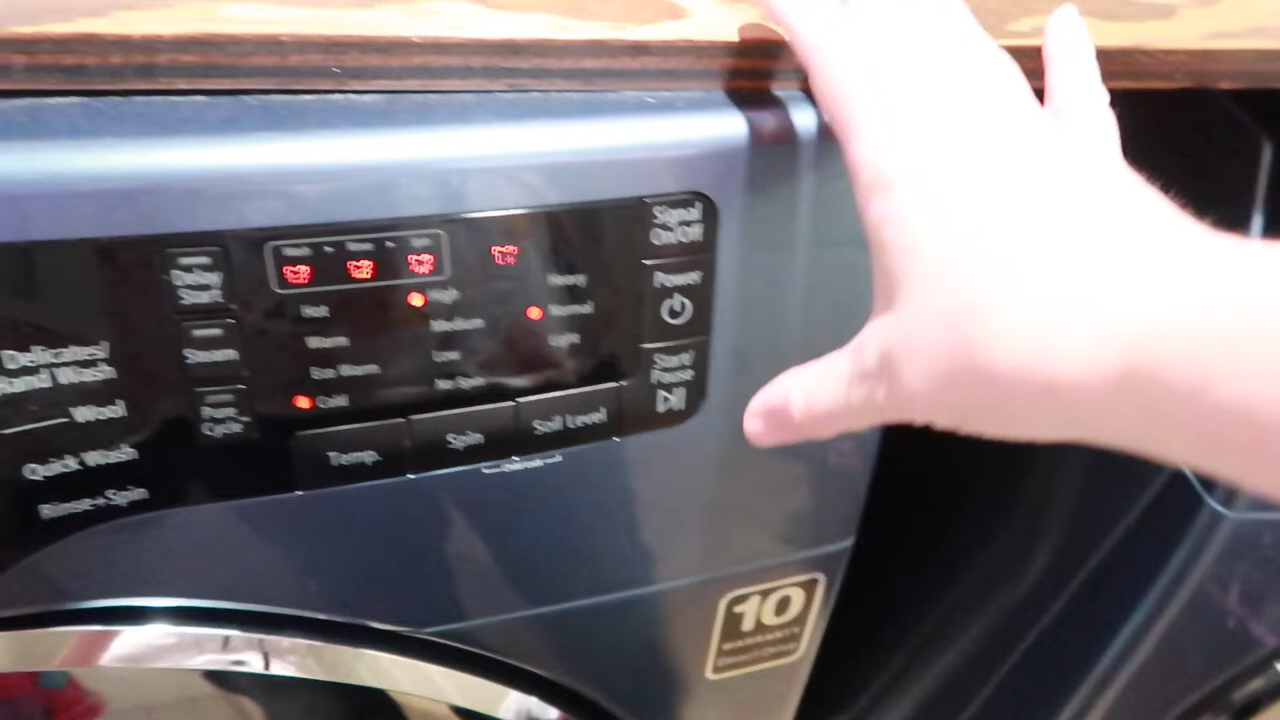 Delicates/
Hand Wash
Wool
Quick Wash
Rinse+Spin
Delay
Start
Steam
Pure
Cycle
Wash
Rinse
Spin
Hot
Warm
Eco Warm
Cold
High
Medium
Low
No Spin
Heavy
Normal
Light
Temp.
Spin
Soil Level
Signal
On/Off
Power
Start/
Pause
10
WARRANTY